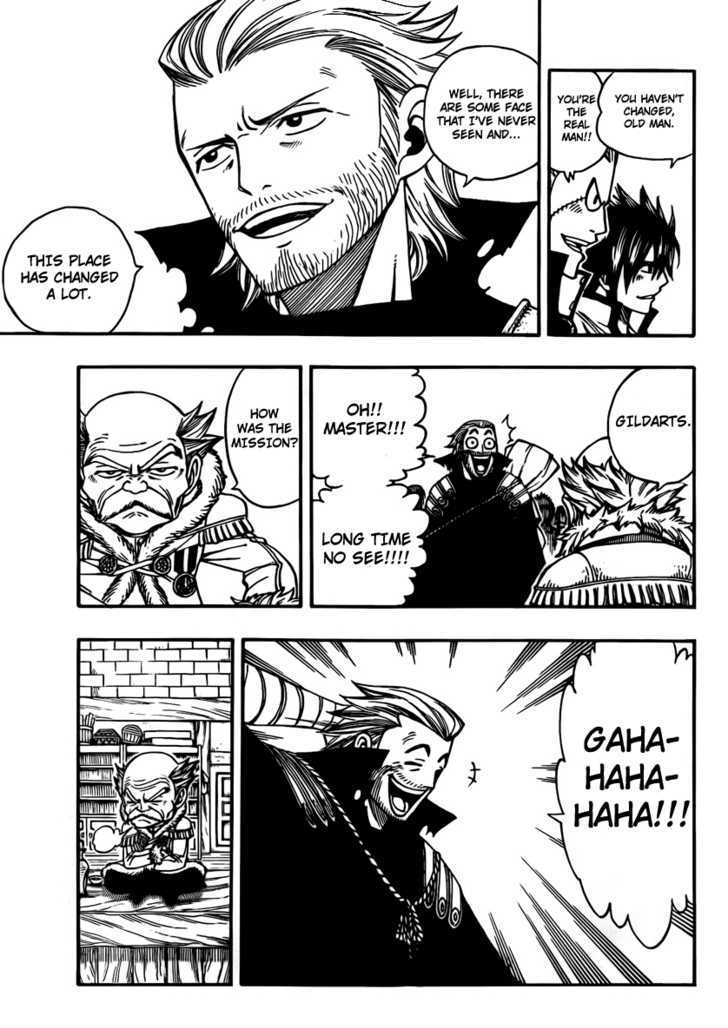 YOU HAVEN'T
CHANGED,
OLD MAN.
YOU'RE
THE
REAL
MAN!!
WELL, THERE
ARE SOME FACE
THAT I'VE NEVER
SEEN AND...
THIS PLACE
HAS CHANGED
A LOT.
GILDARTS.
OH!!
MASTER!!!
LONG TIME
NO SEE!!!!
HOW
WAS THE
MISSION?
GAHA-
HAHA-
HAHA!!!